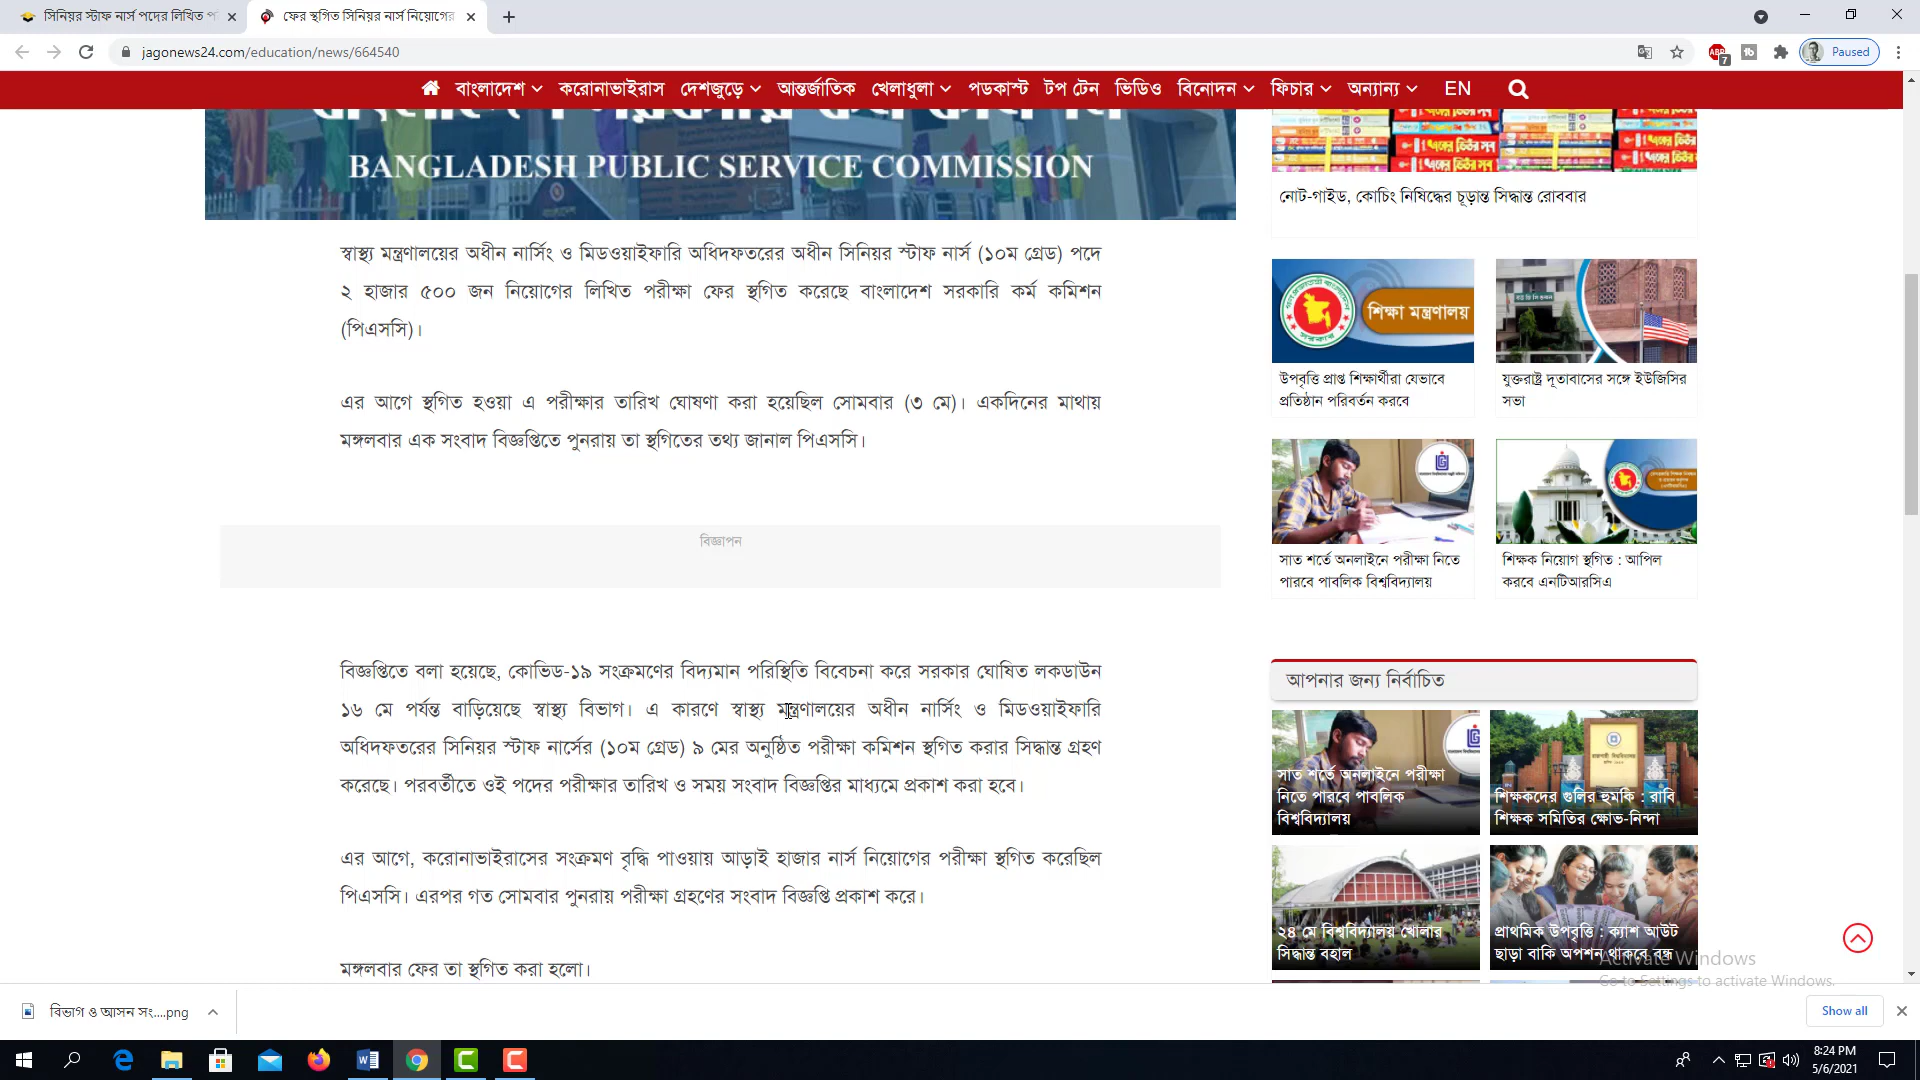 সিনিয়র স্টাফ নার্স পদের লিখিত প
ফের স্থগিত সিনিয়র নার্স নিয়োগের
jagonews24.com/education/news/664540
7
Paused
বাংলাদেশ করোনাভাইরাস দেশজুড়ে আন্তর্জাতিক খেলাধুলা পডকাস্ট টপ টেন ভিডিও বিনোদন ফিচার অন্যান্য EN
BANGLADESH PUBLIC SERVICE COMMISSION
স্বাস্থ্য মন্ত্রণালয়ের অধীন নার্সিং ও মিডওয়াইফারি অধিদফতরের অধীন সিনিয়র স্টাফ নার্স (১০ম গ্রেড) পদে
২ হাজার ৫০০ জন নিয়োগের লিখিত পরীক্ষা ফের স্থগিত করেছে বাংলাদেশ সরকারি কর্ম কমিশন
(পিএসসি)।
এর আগে স্থগিত হওয়া এ পরীক্ষার তারিখ ঘোষণা করা হয়েছিল সোমবার (৩ মে)। একদিনের মাথায়
মঙ্গলবার এক সংবাদ বিজ্ঞপ্তিতে পুনরায় তা স্থগিতের তথ্য জানাল পিএসসি।
বিজ্ঞাপন
বিজ্ঞপ্তিতে বলা হয়েছে, কোভিড-১৯ সংক্রমণের বিদ্যমান পরিস্থিতি বিবেচনা করে সরকার ঘোষিত লকডাউন
১৬ মে পর্যন্ত বাড়িয়েছে স্বাস্থ্য বিভাগ। এ কারণে স্বাস্থ্য মন্ত্রণালয়ের অধীন নার্সিং ও মিডওয়াইফারি
অধিদফতরের সিনিয়র স্টাফ নার্সের (১০ম গ্রেড) ৯ মের অনুষ্ঠিত পরীক্ষা কমিশন স্থগিত করার সিদ্ধান্ত গ্রহণ
করেছে। পরবর্তীতে ওই পদের পরীক্ষার তারিখ ও সময় সংবাদ বিজ্ঞপ্তির মাধ্যমে প্রকাশ করা হবে।
এর আগে, করোনাভাইরাসের সংক্রমণ বৃদ্ধি পাওয়ায় আড়াই হাজার নার্স নিয়োগের পরীক্ষা স্থগিত করেছিল
পিএসসি। এরপর গত সোমবার পুনরায় পরীক্ষা গ্রহণের সংবাদ বিজ্ঞপ্তি প্রকাশ করে।
মঙ্গলবার ফের তা স্থগিত করা হলো।
নোট-গাইড, কোচিং নিষিদ্ধের চূড়ান্ত সিদ্ধান্ত রোববার
শিক্ষা মন্ত্রণালয়
উপবৃত্তি প্রাপ্ত শিক্ষার্থীরা যেভাবে
প্রতিষ্ঠান পরিবর্তন করবে
যুক্তরাষ্ট্র দূতাবাসের সঙ্গে ইউজিসির
সভা
সাত শর্তে অনলাইনে পরীক্ষা নিতে
পারবে পাবলিক বিশ্ববিদ্যালয়
শিক্ষক নিয়োগ স্থগিত : আপিল
করবে এনটিআরসিএ
আপনার জন্য নির্বাচিত
সাত শর্তে অনলাইনে পরীক্ষা
নিতে পারবে পাবলিক
বিশ্ববিদ্যালয়
শিক্ষকদের গুলির হুমকি : রাবি
শিক্ষক সমিতির ক্ষোভ-নিন্দা
২৪ মে বিশ্ববিদ্যালয় খোলার
সিদ্ধান্ত বহাল
প্রাথমিক উপবৃত্তি : ক্যাশ আউট
ছাড়া বাকি অপশন থাকবে বন্ধ
Activate Windows
Go to Settings to activate Windows.
বিভাগ ও আসন সং....png
Show all
8:24 PM
5/6/2021